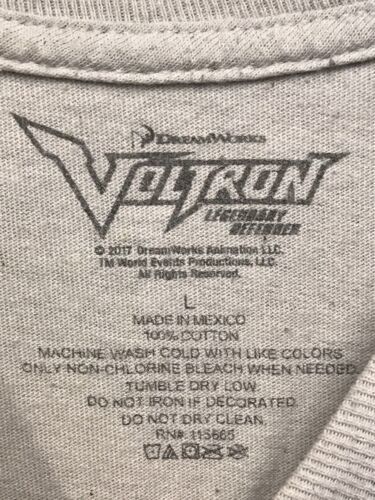 DREAMWORKS
VOLTRON
LEGENDARY
DEFENDER
© 2017 DreamWorks Animation LLC.
TM World Events Productions, LLC.
All Rights Reserved.
L
MADE IN MEXICO
100% COTTON
MACHINE WASH COLD WITH LIKE COLORS
ONLY NON-CHLORINE BLEACH WHEN NEEDED
TUMBLE DRY LOW.
DO NOT IRON IF DECORATED.
DO NOT DRY CLEAN.
RN# 115665